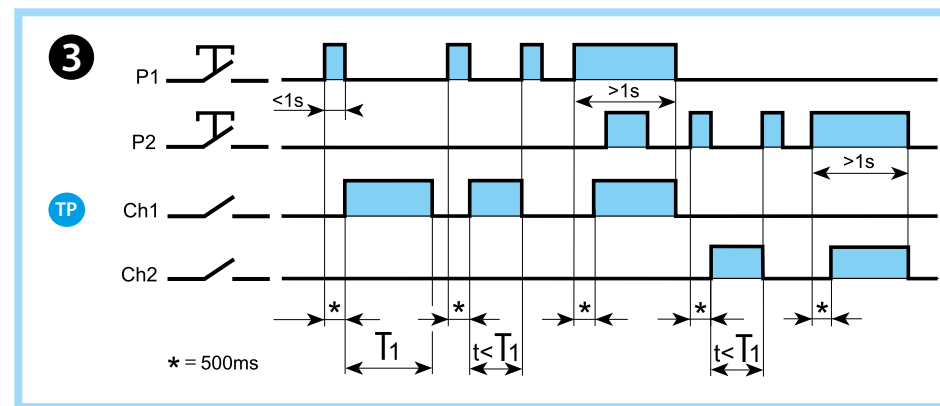 3
P1
<1s
>1s
P2
>1s
TP
Ch1
Ch2
* * * * *
T1 t<T1 t<T1
* = 500ms